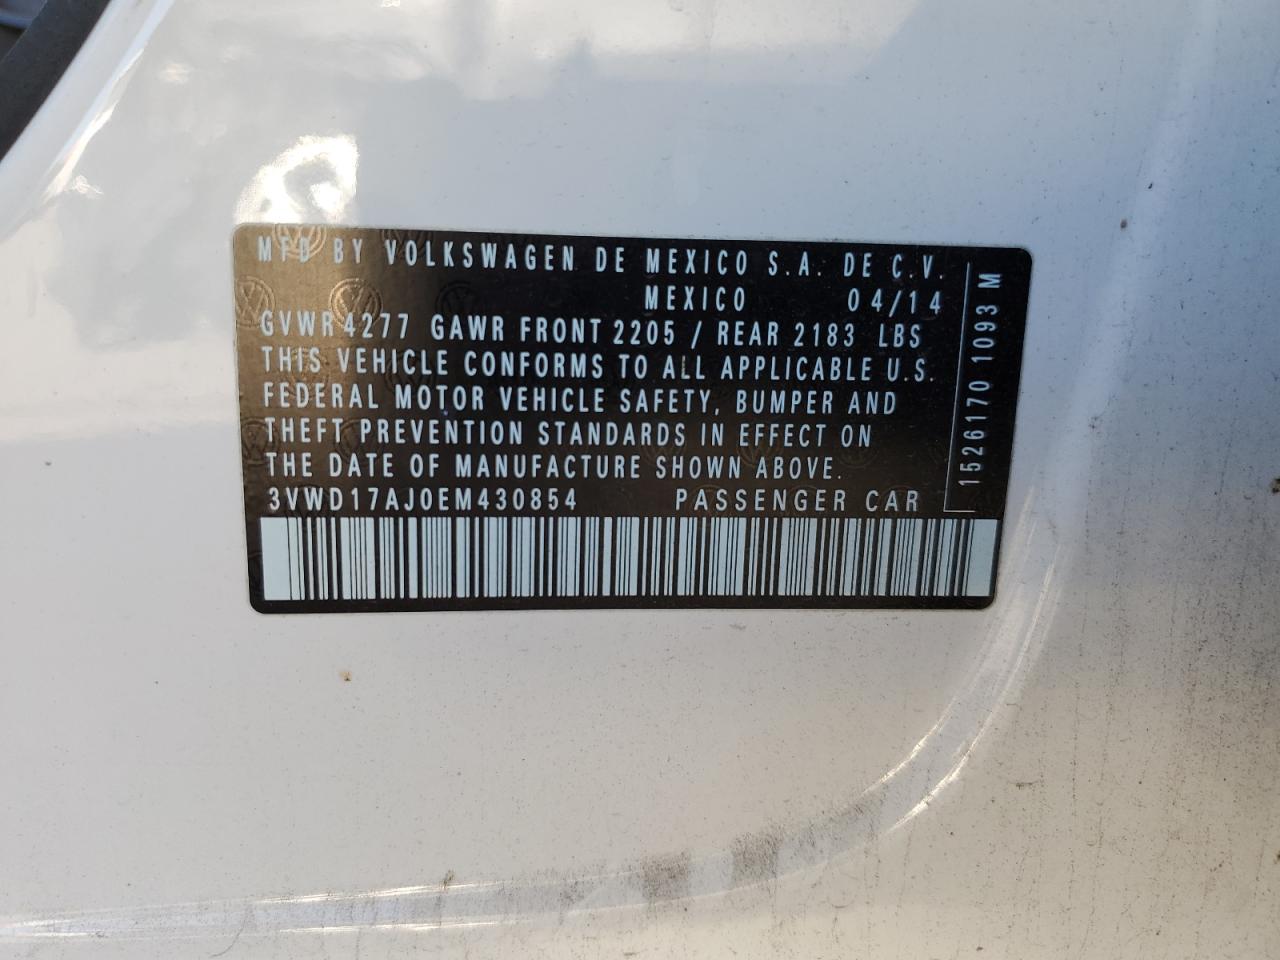 MFD BY VOLKSWAGEN DE MEXICO S.A. DE C.V.
MEXICO 04/14
GVWR 4277 GAWR FRONT 2205 / REAR 2183 LBS
THIS VEHICLE CONFORMS TO ALL APPLICABLE U.S.
FEDERAL MOTOR VEHICLE SAFETY, BUMPER AND
THEFT PREVENTION STANDARDS IN EFFECT ON
THE DATE OF MANUFACTURE SHOWN ABOVE.
3VWD17AJ0EM430854 PASSENGER CAR
1526170 1093 M